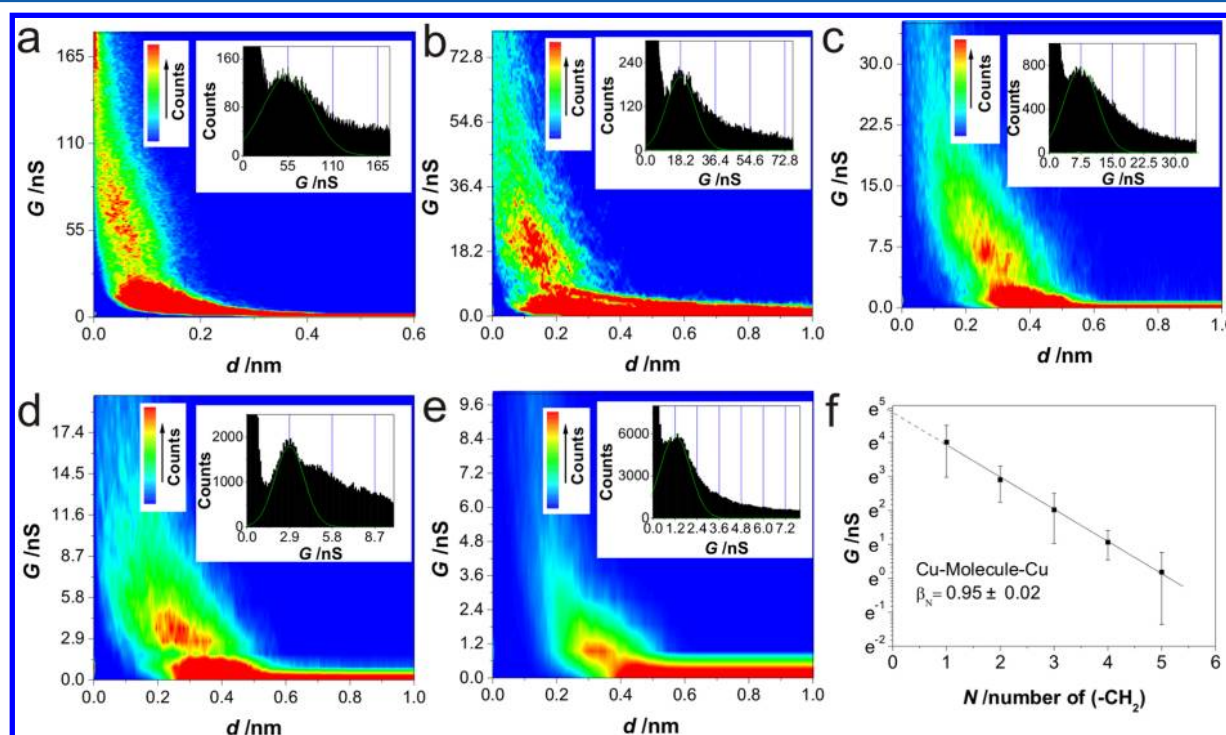 a
165
110
55
0
G /nS
Counts
180
120
60
0
Counts
0 55 110 165
G /nS
0.0 0.2 0.4 0.6
d /nm
b
72.8
54.6
36.4
18.2
0.0
G /nS
Counts
240
120
0
Counts
0.0 18.2 36.4 54.6 72.8
G /nS
0.0 0.2 0.4 0.6 0.8 1.0
d /nm
c
30.0
22.5
15.0
7.5
0.0
G /nS
Counts
800
400
0
Counts
0.0 7.5 15.0 22.5 30.0
G /nS
0.0 0.2 0.4 0.6 0.8 1.0
d /nm
d
17.4
14.5
11.6
8.7
5.8
2.9
0.0
G /nS
Counts
2000
1000
0
Counts
0.0 2.9 5.8 8.7
G /nS
0.0 0.2 0.4 0.6 0.8 1.0
d /nm
e
9.6
8.4
7.2
6.0
4.8
3.6
2.4
1.2
0.0
G /nS
Counts
6000
3000
0
Counts
0.0 1.2 2.4 3.6 4.8 6.0 7.2
G /nS
0.0 0.2 0.4 0.6 0.8 1.0
d /nm
f
e⁵
e⁴
e³
e²
e¹
e⁰
e⁻¹
e⁻²
G /nS
Cu-Molecule-Cu
β_N= 0.95 ± 0.02
0 1 2 3 4 5 6
N /number of (-CH₂)